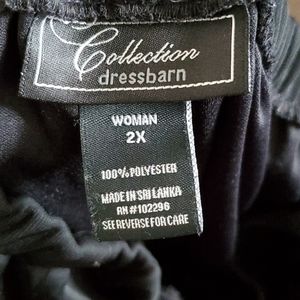 Collection
dressbarn
WOMAN
2X
100% POLYESTER
MADE IN SRI LANKA
RN #102296
SEE REVERSE FOR CARE